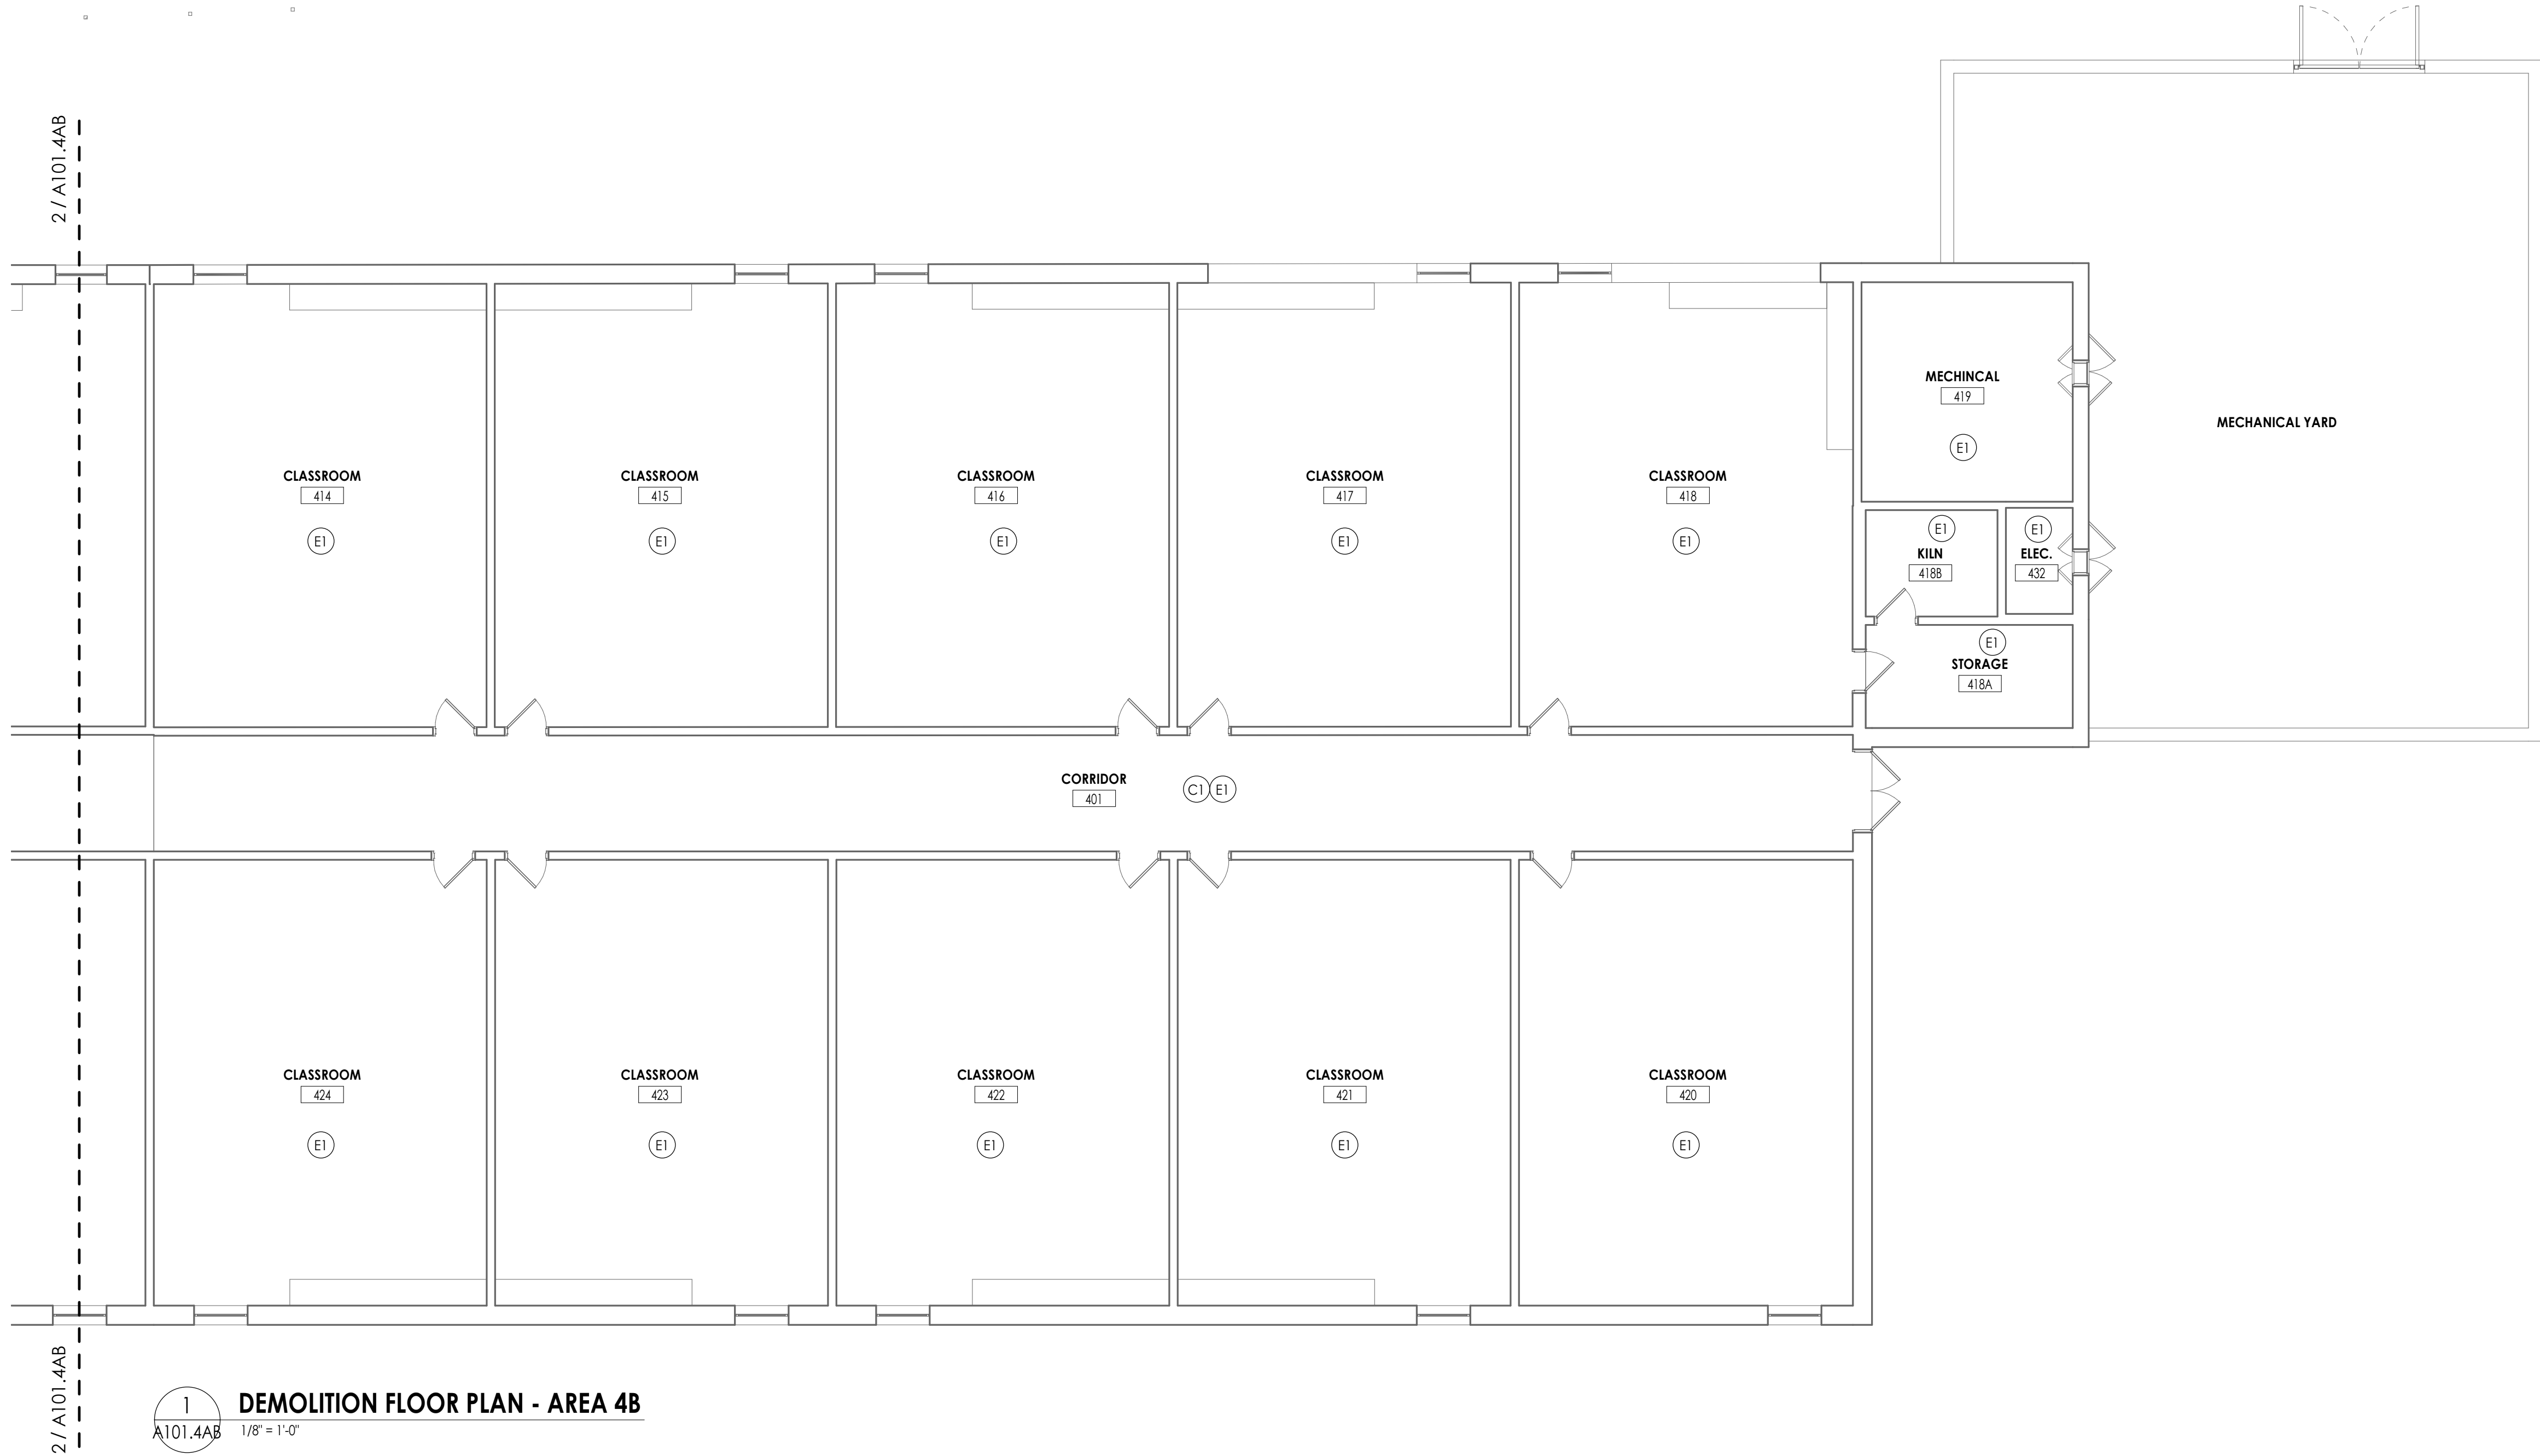 2 / A101.4AB
MECHINCAL
419
E1
MECHANICAL YARD
CLASSROOM
414
E1
CLASSROOM
415
E1
CLASSROOM
416
E1
CLASSROOM
417
E1
CLASSROOM
418
E1
E1
KILN
418B
E1
ELEC.
432
E1
STORAGE
418A
CORRIDOR
401
C1 E1
CLASSROOM
424
E1
CLASSROOM
423
E1
CLASSROOM
422
E1
CLASSROOM
421
E1
CLASSROOM
420
E1
2 / A101.4AB
1
A101.4AB
DEMOLITION FLOOR PLAN - AREA 4B
1/8" = 1'-0"